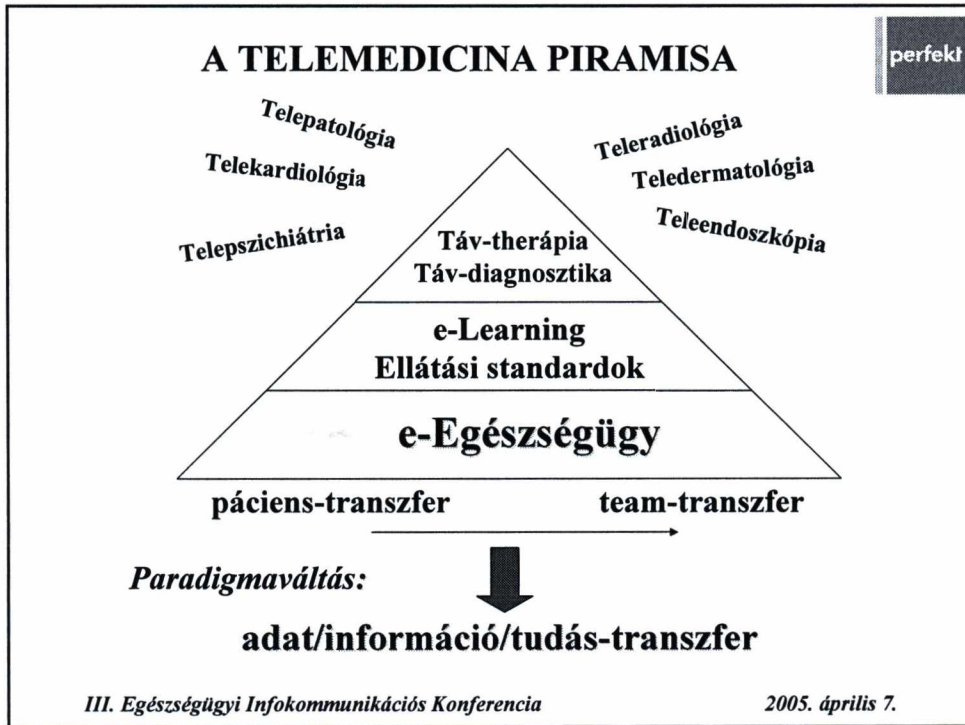 A TELEMEDICINA PIRAMISA
perfekt
Telepatológia
Telekardiológia
Telepszichiátria
Teleradiológia
Teledermatológia
Teleendoszkópia
Táv-therápia
Táv-diagnosztika
e-Learning
Ellátási standardok
e-Egészségügy
páciens-transzfer team-transzfer
Paradigmaváltás:
adat/információ/tudás-transzfer
III. Egészségügyi Infokommunikációs Konferencia 2005. április 7.